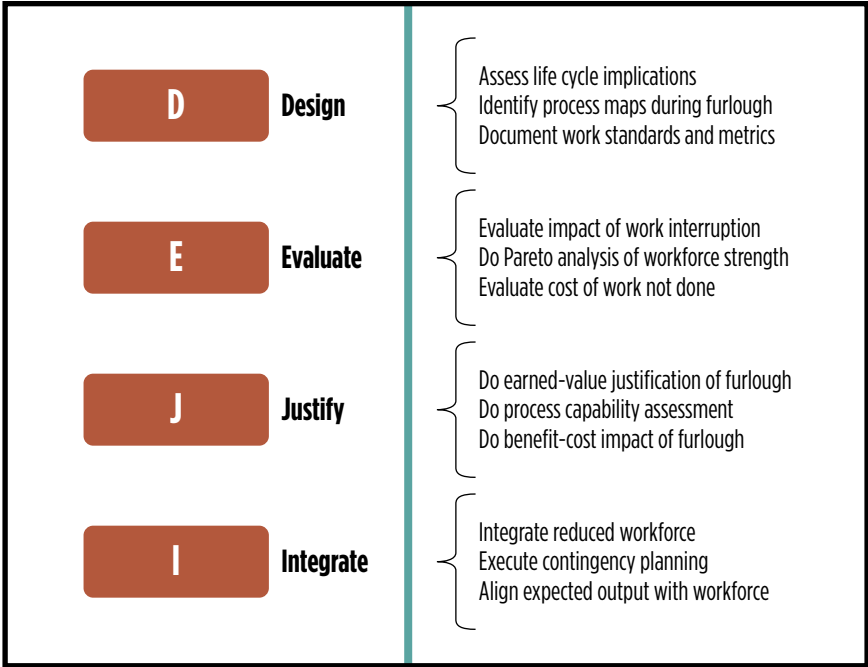 D
Design
Assess life cycle implications
Identify process maps during furlough
Document work standards and metrics
E
Evaluate
Evaluate impact of work interruption
Do Pareto analysis of workforce strength
Evaluate cost of work not done
J
Justify
Do earned-value justification of furlough
Do process capability assessment
Do benefit-cost impact of furlough
I
Integrate
Integrate reduced workforce
Execute contingency planning
Align expected output with workforce